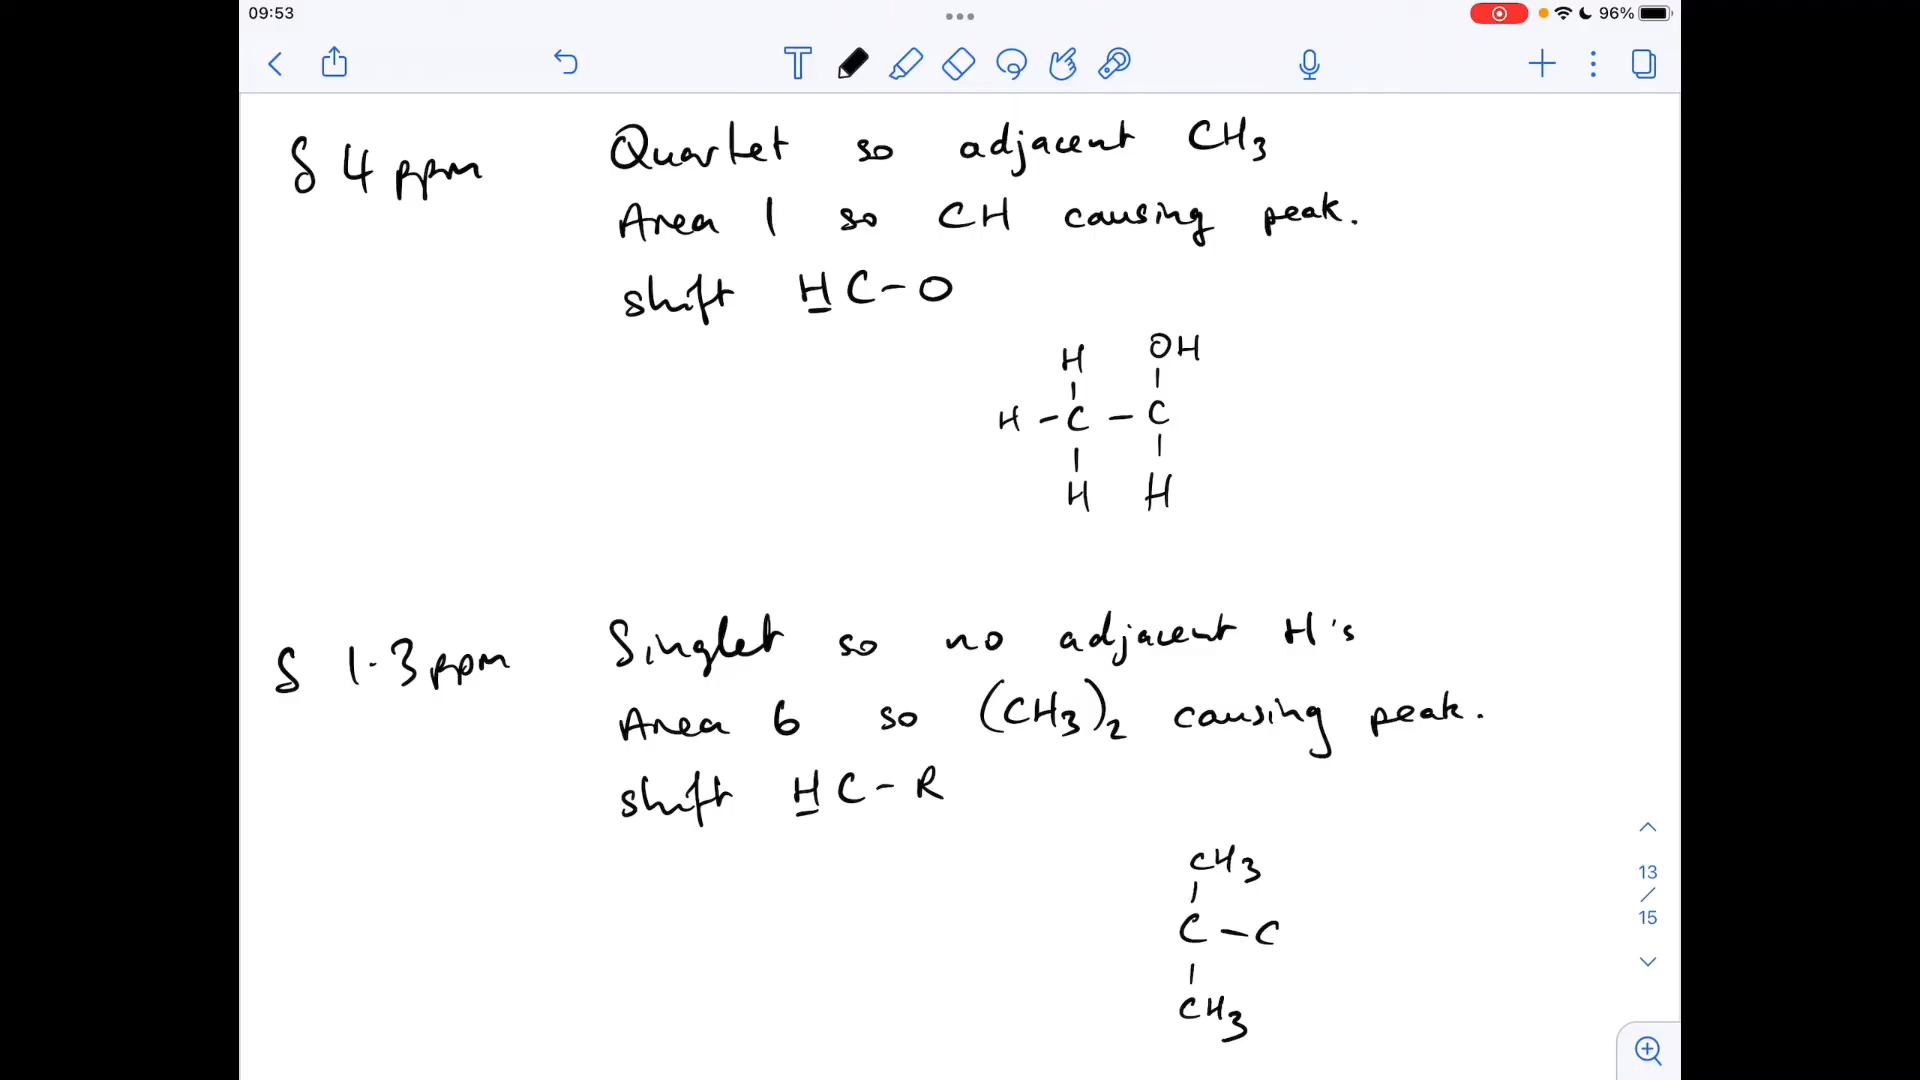 09:53
96%
δ 4 ppm
Quartet so adjacent CH3
Area 1 so CH causing peak.
shift HC-O
H OH
H - C - C
H H
δ 1.3 ppm
Singlet so no adjacent H's
Area 6 so (CH3)2 causing peak.
shift HC-R
CH3
C - C
CH3
13
/
15